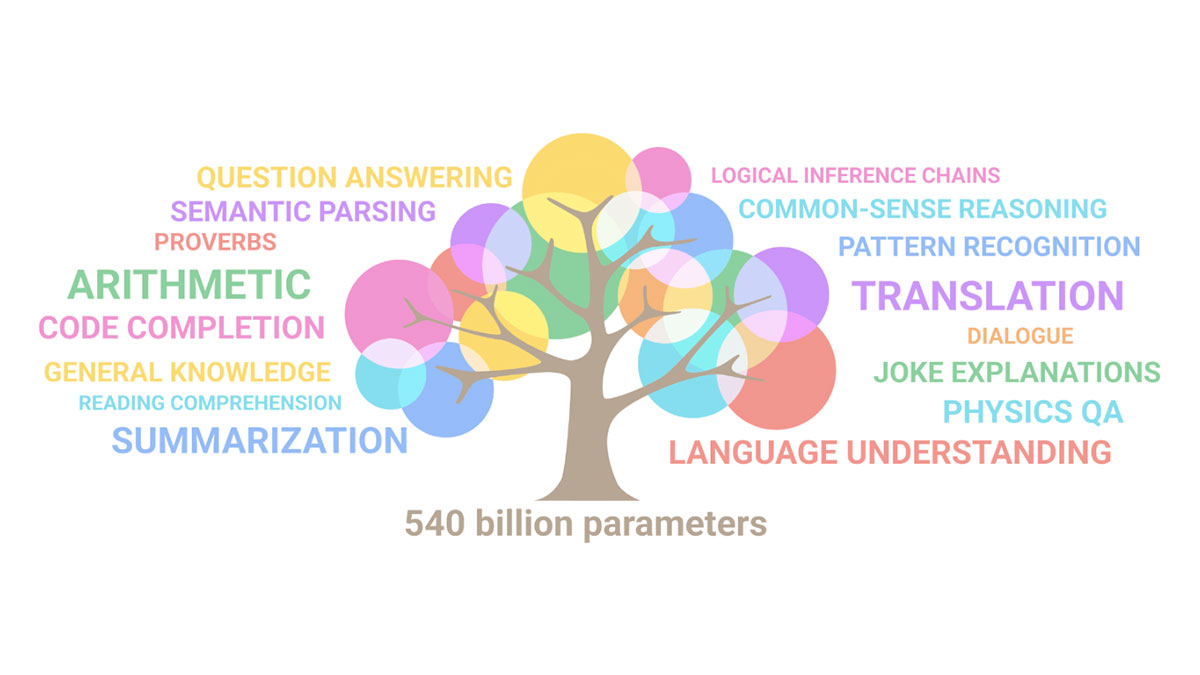 QUESTION ANSWERING
SEMANTIC PARSING
PROVERBS
ARITHMETIC
CODE COMPLETION
GENERAL KNOWLEDGE
READING COMPREHENSION
SUMMARIZATION
LOGICAL INFERENCE CHAINS
COMMON-SENSE REASONING
PATTERN RECOGNITION
TRANSLATION
DIALOGUE
JOKE EXPLANATIONS
PHYSICS QA
LANGUAGE UNDERSTANDING
540 billion parameters